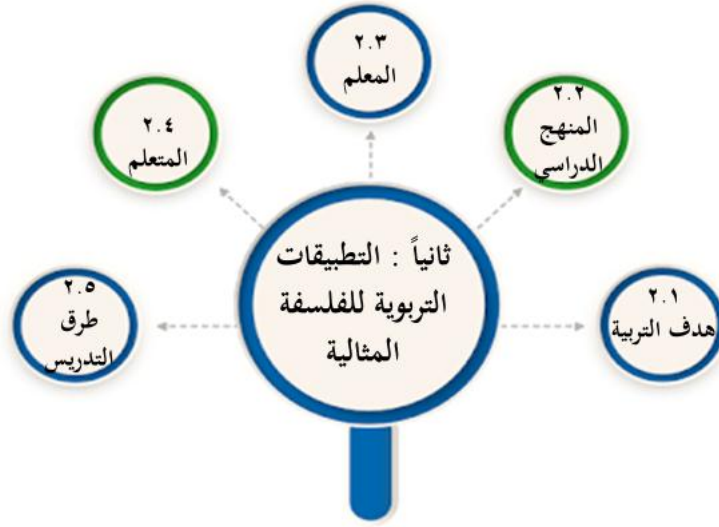 ثانياً : التطبيقات
التربوية للفلسفة
المثالية
٢.١
هدف التربية
٢.٢
المنهج
الدراسي
٢.٣
المعلم
٢.٤
المتعلم
٢.٥
طرق
التدريس